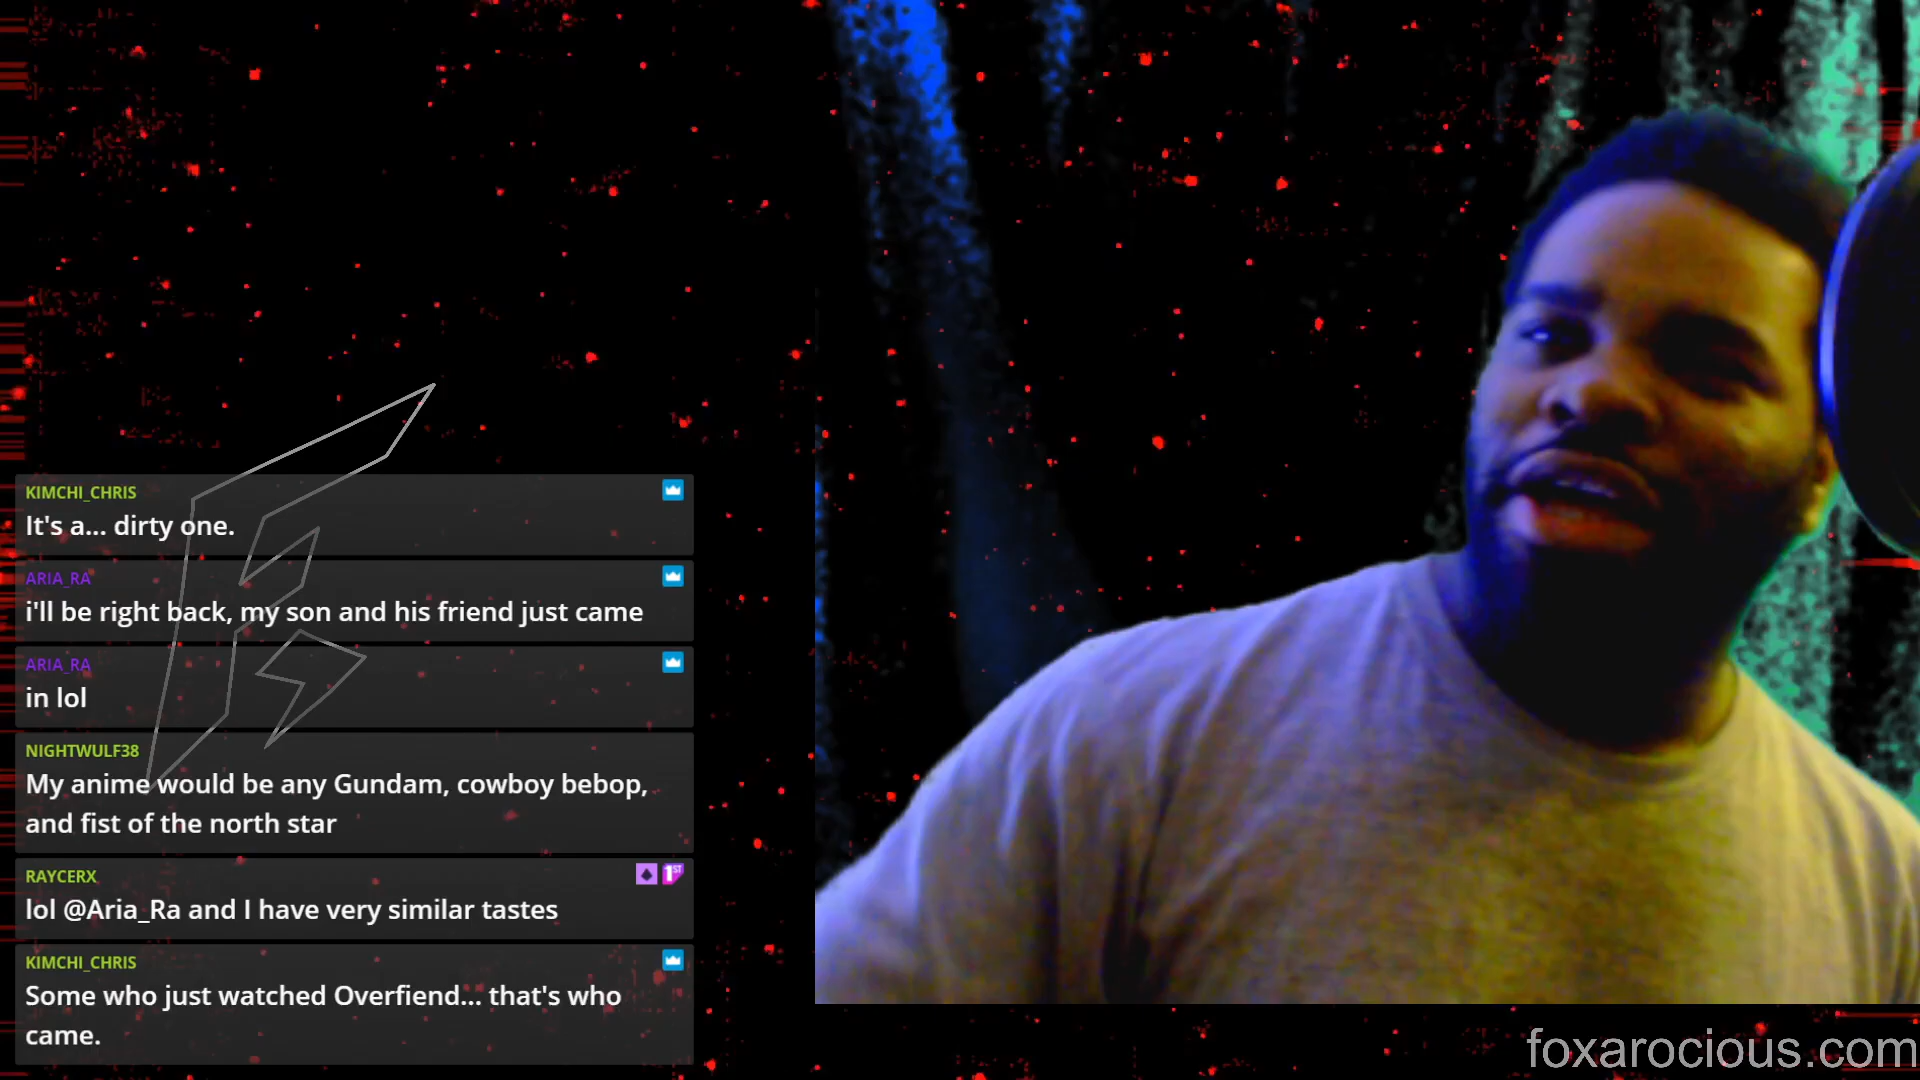 KIMCHI_CHRIS
It's a... dirty one.
ARIA_RA
i'll be right back, my son and his friend just came
ARIA_RA
in lol
NIGHTWULF38
My anime would be any Gundam, cowboy bebop,
and fist of the north star
RAYCERX
1ST
lol @Aria_Ra and I have very similar tastes
KIMCHI_CHRIS
Some who just watched Overfiend... that's who
came.
foxarocious.com